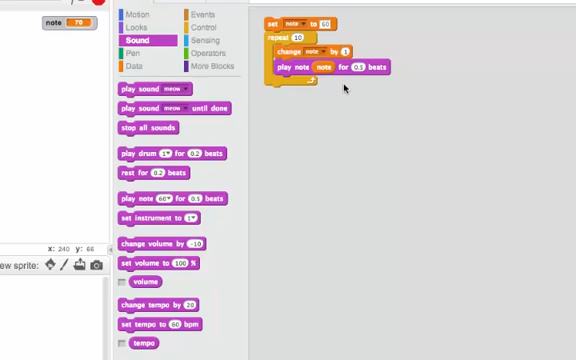 note 70
x: 240 y: 66
ew sprite:
Motion
Looks
Sound
Pen
Data
Events
Control
Sensing
Operators
More Blocks
play sound meow
play sound meow until done
stop all sounds
play drum 1 for 0.2 beats
rest for 0.2 beats
play note 60 for 0.5 beats
set instrument to 1
change volume by -10
set volume to 100 %
volume
change tempo by 20
set tempo to 60 bpm
tempo
set note to 60
repeat 10
change note by 1
play note note for 0.5 beats